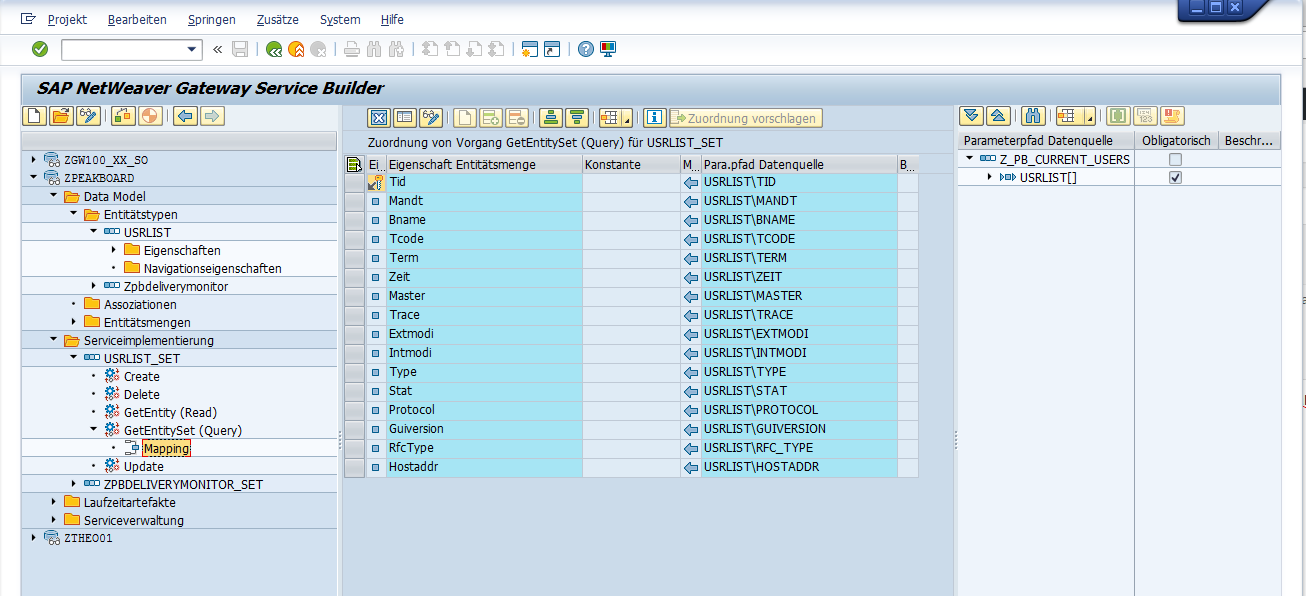 Projekt Bearbeiten Springen Zusätze System Hilfe
«
SAP NetWeaver Gateway Service Builder
Zuordnung vorschlagen
Zuordnung von Vorgang GetEntitySet (Query) für USRLIST_SET
Parameterpfad Datenquelle Obligatorisch Beschr...
Ei... Eigenschaft Entitätsmenge Konstante M... Para.pfad Datenquelle B...
ZGW100_XX_SO
ZPEAKBOARD
Data Model
Entitätstypen
USRLIST
Eigenschaften
Navigationseigenschaften
Zpbdeliverymonitor
Assoziationen
Entitätsmengen
Serviceimplementierung
USRLIST_SET
Create
Delete
GetEntity (Read)
GetEntitySet (Query)
Mapping
Update
ZPBDELIVERYMONITOR_SET
Laufzeitartefakte
Serviceverwaltung
ZTHEO01
Tid USRLIST\TID
Mandt USRLIST\MANDT
Bname USRLIST\BNAME
Tcode USRLIST\TCODE
Term USRLIST\TERM
Zeit USRLIST\ZEIT
Master USRLIST\MASTER
Trace USRLIST\TRACE
Extmodi USRLIST\EXTMODI
Intmodi USRLIST\INTMODI
Type USRLIST\TYPE
Stat USRLIST\STAT
Protocol USRLIST\PROTOCOL
Guiversion USRLIST\GUIVERSION
RfcType USRLIST\RFC_TYPE
Hostaddr USRLIST\HOSTADDR
Z_PB_CURRENT_USERS
USRLIST[]